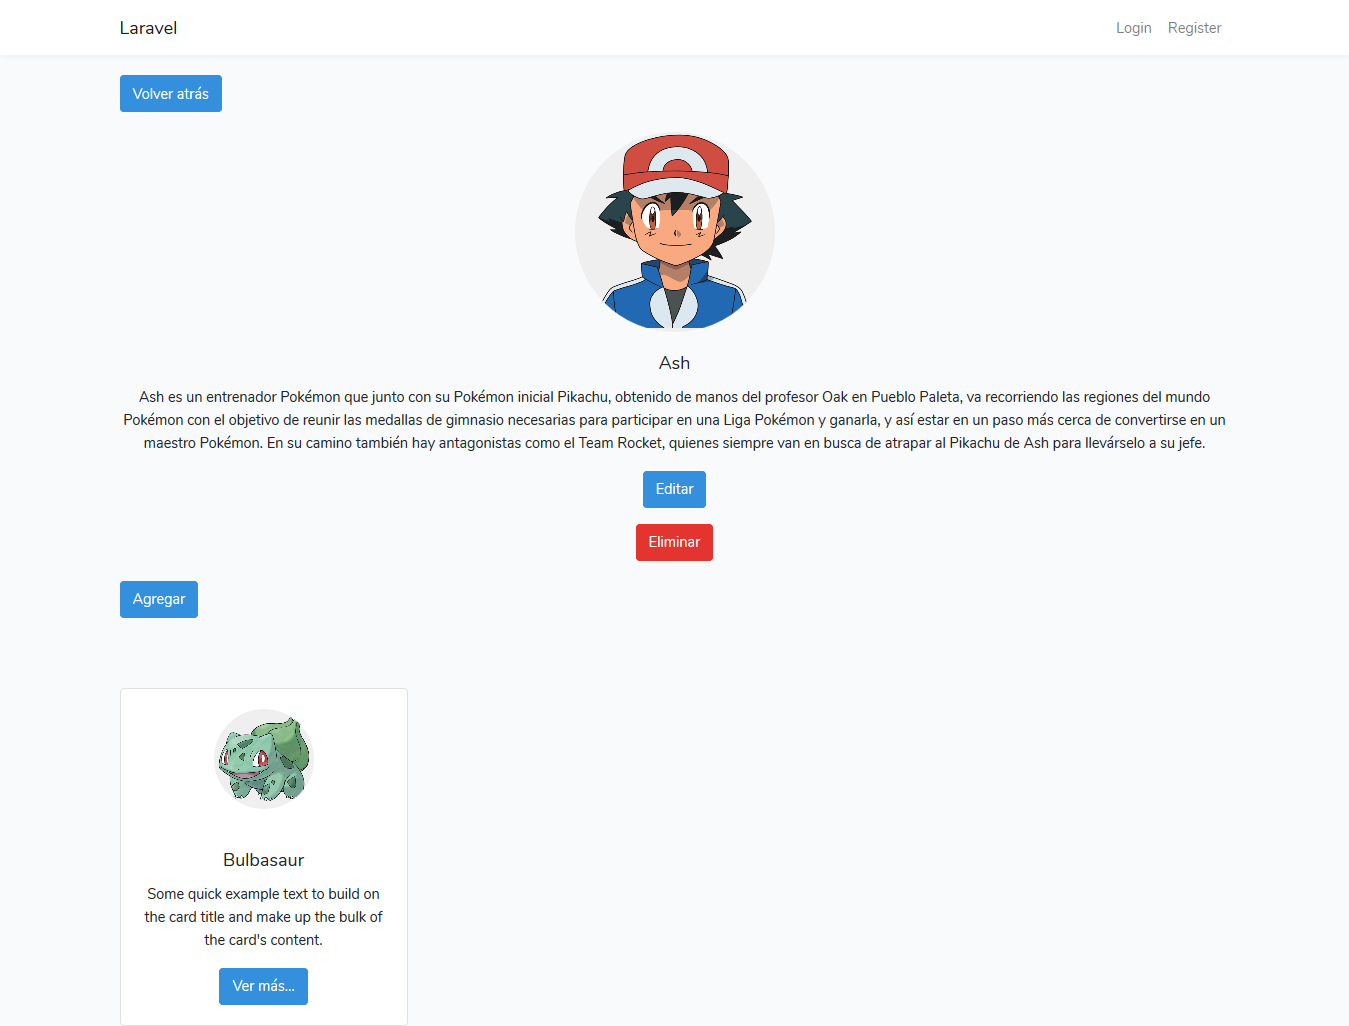 Laravel
Login Register
Volver atrás
Ash
Ash es un entrenador Pokémon que junto con su Pokémon inicial Pikachu, obtenido de manos del profesor Oak en Pueblo Paleta, va recorriendo las regiones del mundo
Pokémon con el objetivo de reunir las medallas de gimnasio necesarias para participar en una Liga Pokémon y ganarla, y así estar en un paso más cerca de convertirse en un
maestro Pokémon. En su camino también hay antagonistas como el Team Rocket, quienes siempre van en busca de atrapar al Pikachu de Ash para llevárselo a su jefe.
Editar
Eliminar
Agregar
Bulbasaur
Some quick example text to build on
the card title and make up the bulk of
the card's content.
Ver más...